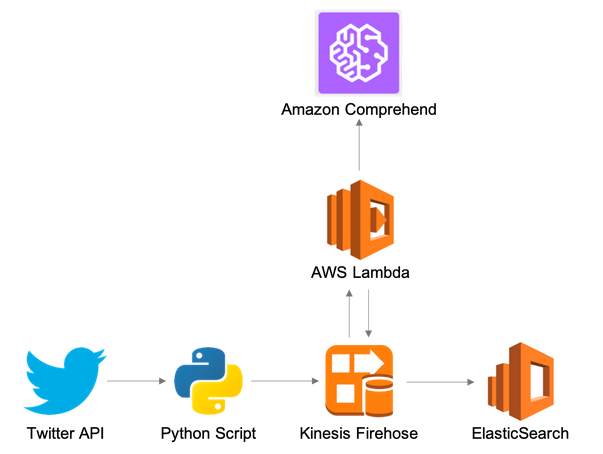 Amazon Comprehend
AWS Lambda
Twitter API
Python Script
Kinesis Firehose
ElasticSearch